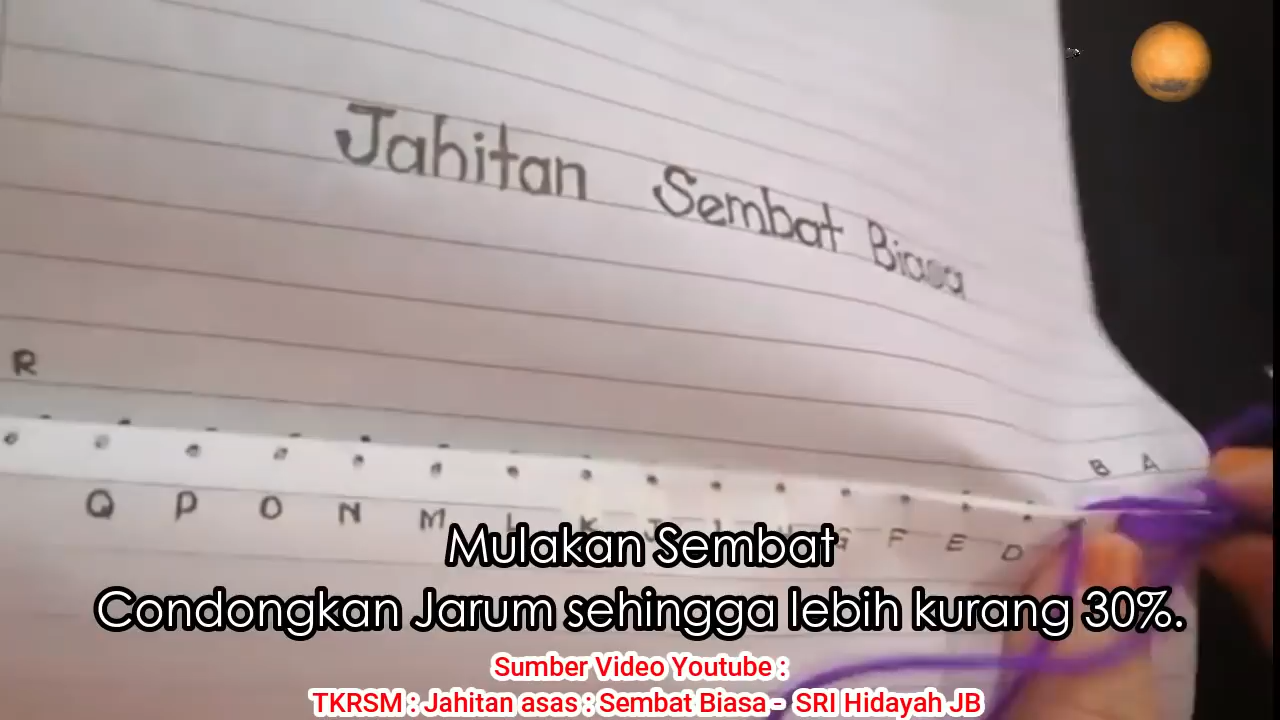 Jahitan Sembat Biasa
R
B A
Q P O N M L K J I H G F E D
Mulakan Sembat
Condongkan Jarum sehingga lebih kurang 30%.
Sumber Video Youtube :
TKRSM : Jahitan asas : Sembat Biasa - SRI Hidayah JB